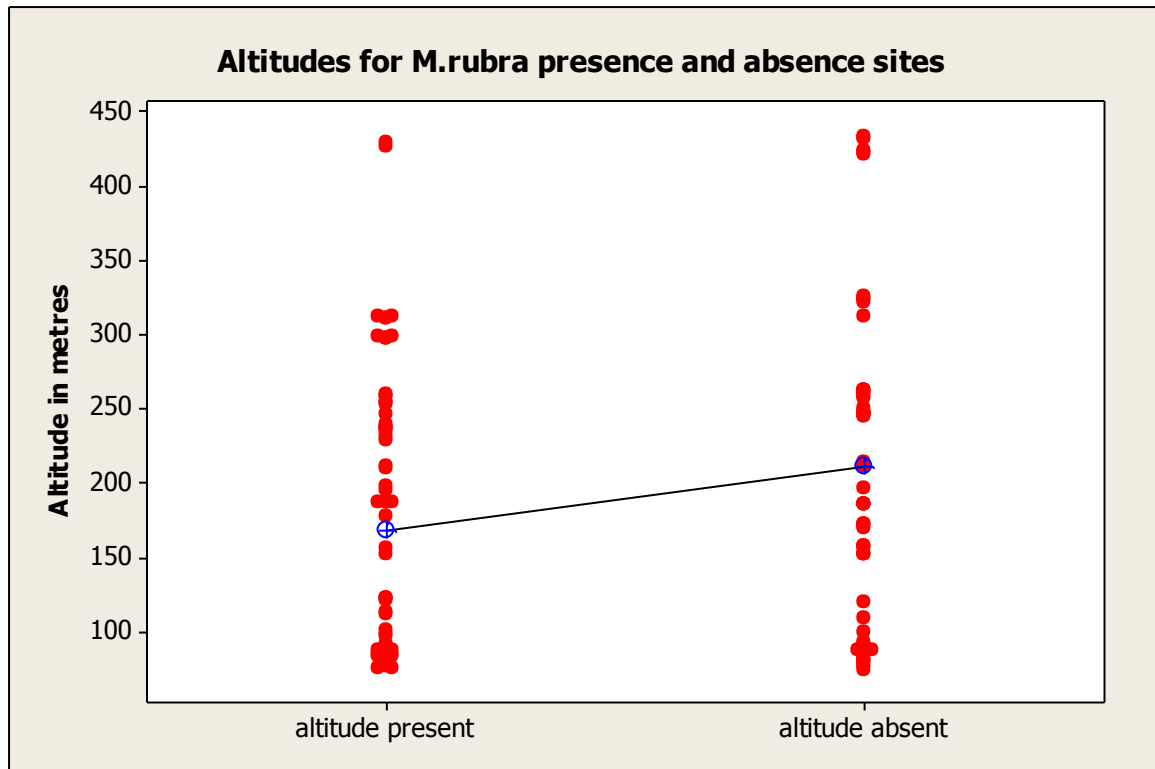 Altitudes for M.rubra presence and absence sites
Altitude in metres
450
400
350
300
250
200
150
100
altitude present
altitude absent